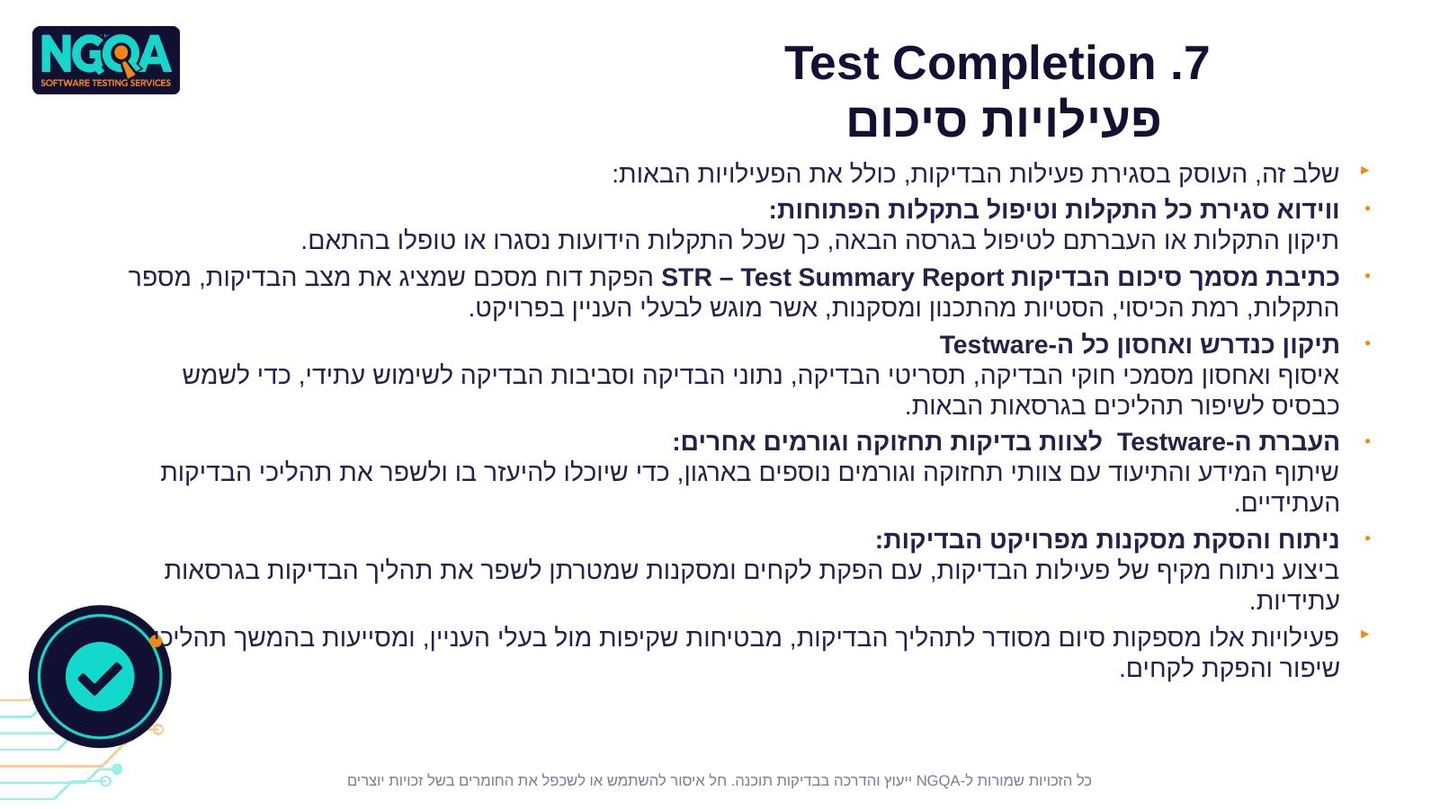 NGQA
SOFTWARE TESTING SERVICES
7. Test Completion
פעילויות סיכום
שלב זה, העוסק בסגירת פעילות הבדיקות, כולל את הפעילויות הבאות:
ווידוא סגירת כל התקלות וטיפול בתקלות הפתוחות:
תיקון התקלות או העברתם לטיפול בגרסה הבאה, כך שכל התקלות הידועות נסגרו או טופלו בהתאם.
כתיבת מסמך סיכום הבדיקות STR – Test Summary Report הפקת דוח מסכם שמציג את מצב הבדיקות, מספר
התקלות, רמת הכיסוי, הסטיות מהתכנון ומסקנות, אשר מוגש לבעלי העניין בפרויקט.
תיקון כנדרש ואחסון כל ה-Testware
איסוף ואחסון מסמכי חוקי הבדיקה, תסריטי הבדיקה, נתוני הבדיקה וסביבות הבדיקה לשימוש עתידי, כדי לשמש
כבסיס לשיפור תהליכים בגרסאות הבאות.
העברת ה-Testware לצוות בדיקות תחזוקה וגורמים אחרים:
שיתוף המידע והתיעוד עם צוותי תחזוקה וגורמים נוספים בארגון, כדי שיוכלו להיעזר בו ולשפר את תהליכי הבדיקות
העתידיים.
ניתוח והסקת מסקנות מפרויקט הבדיקות:
ביצוע ניתוח מקיף של פעילות הבדיקות, עם הפקת לקחים ומסקנות שמטרתן לשפר את תהליך הבדיקות בגרסאות
עתידיות.
פעילויות אלו מספקות סיום מסודר לתהליך הבדיקות, מבטיחות שקיפות מול בעלי העניין, ומסייעות בהמשך תהליכי
שיפור והפקת לקחים.
כל הזכויות שמורות ל-NGQA ייעוץ והדרכה בבדיקות תוכנה. חל איסור להשתמש או לשכפל את החומרים בשל זכויות יוצרים